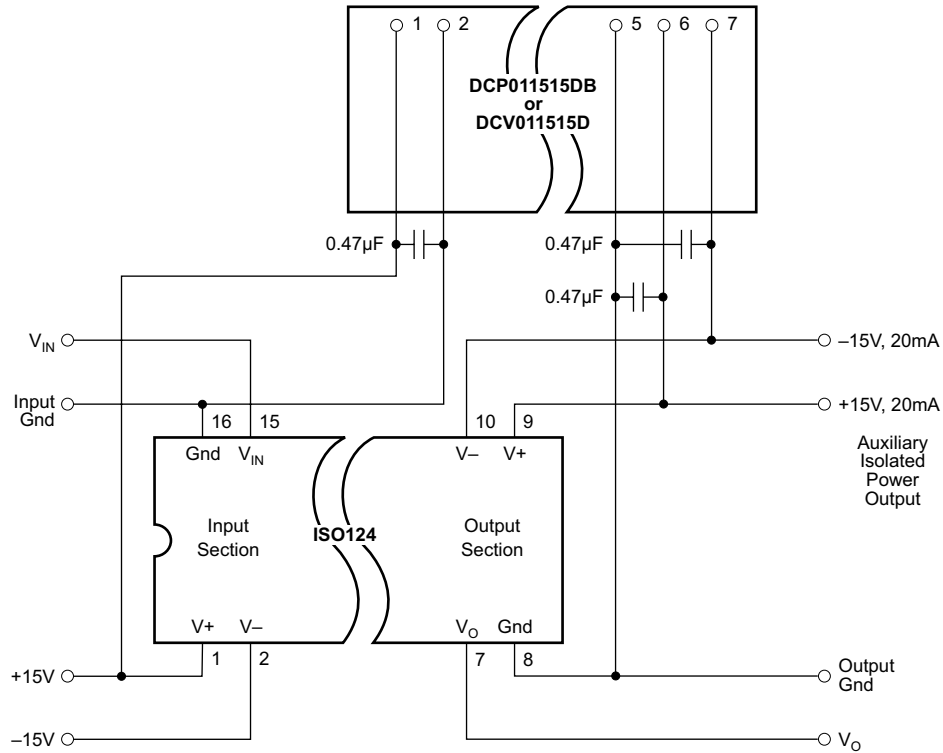 1 2 5 6 7
DCP011515DB
or
DCV011515D
0.47µF 0.47µF
0.47µF
V_IN –15V, 20mA
Input
Gnd
+15V, 20mA
16 15 10 9
Gnd V_IN V– V+
Auxiliary
Isolated
Power
Output
Input
Section
ISO124
Output
Section
V+ V– V_O Gnd
1 2 7 8
+15V
Output
Gnd
–15V V_O